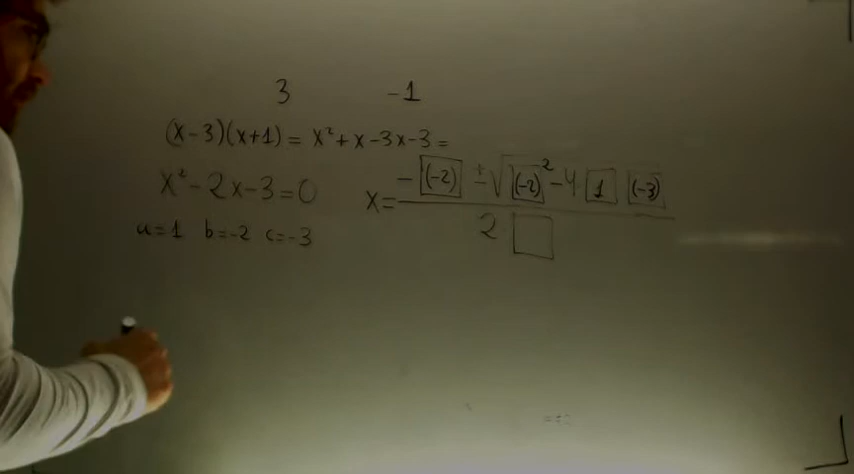 3 -1
(x-3)(x+1) = x²+x-3x-3=
x²-2x-3=0
a=1 b=-2 c=-3
x= -(-2) ± √(-2)²-4 1 (-3)
2